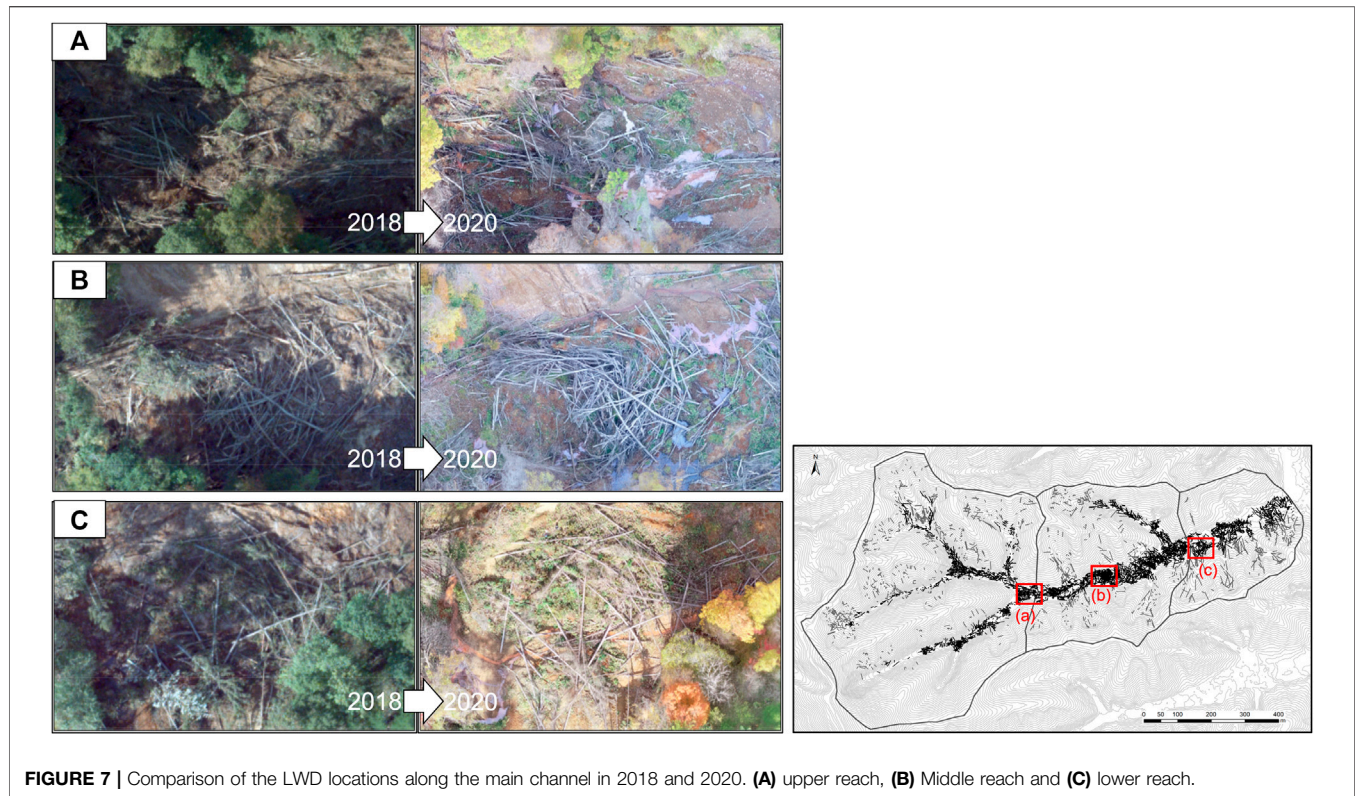 A
2018 2020
B
2018 2020
C
2018 2020
N
(a)
(b)
(c)
0 50 100 200 300 400
m
FIGURE 7 | Comparison of the LWD locations along the main channel in 2018 and 2020. (A) upper reach, (B) Middle reach and (C) lower reach.